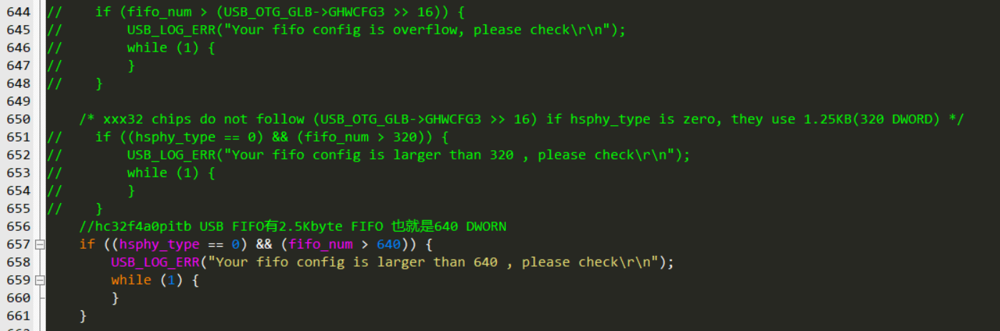 644 //    if (fifo_num > (USB_OTG_GLB->GHWCFG3 >> 16)) {
645 //        USB_LOG_ERR("Your fifo config is overflow, please check\r\n");
646 //        while (1) {
647 //        }
648 //    }
649
650     /* xxx32 chips do not follow (USB_OTG_GLB->GHWCFG3 >> 16) if hsphy_type is zero, they use 1.25KB(320 DWORD) */
651 //    if ((hsphy_type == 0) && (fifo_num > 320)) {
652 //        USB_LOG_ERR("Your fifo config is larger than 320 , please check\r\n");
653 //        while (1) {
654 //        }
655 //    }
656     //hc32f4a0pitb USB FIFO有2.5Kbyte FIFO 也就是640 DWORN
657     if ((hsphy_type == 0) && (fifo_num > 640)) {
658         USB_LOG_ERR("Your fifo config is larger than 640 , please check\r\n");
659         while (1) {
660         }
661     }